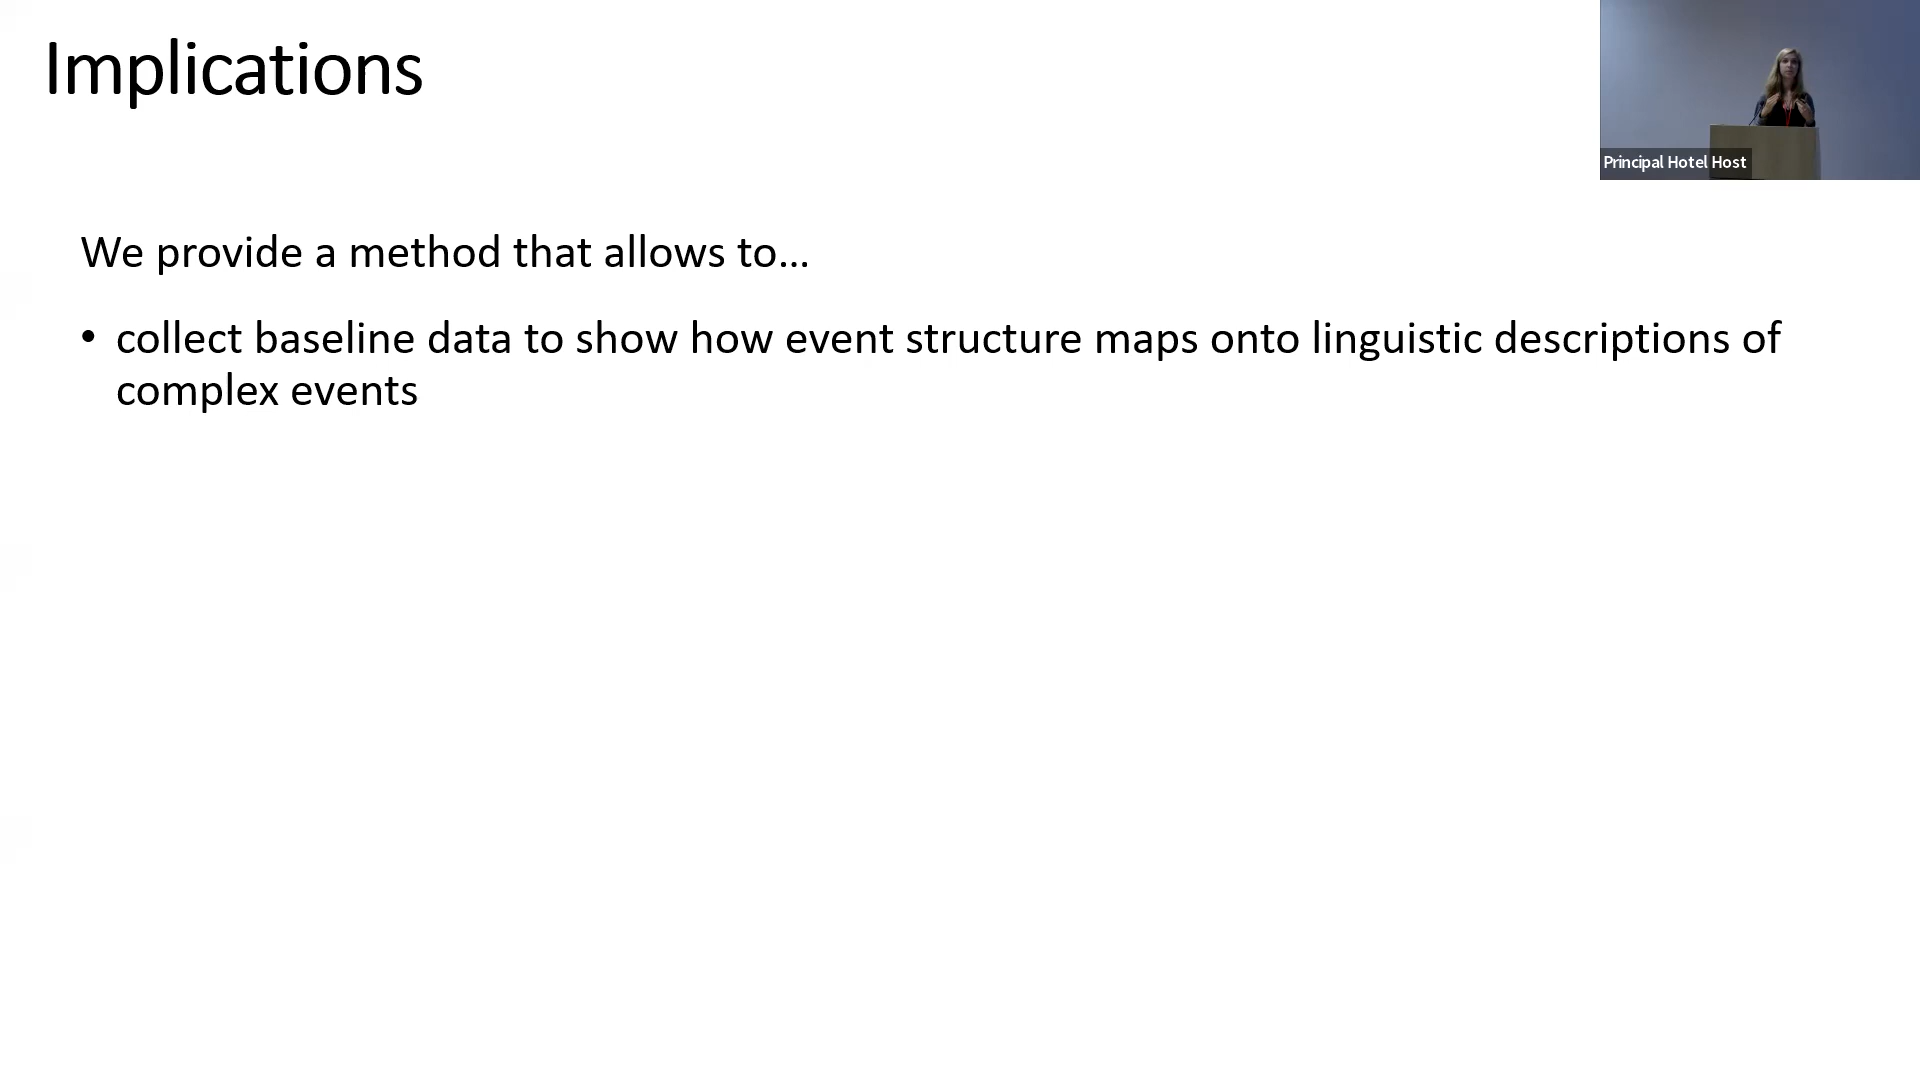 Implications
Principal Hotel Host
We provide a method that allows to...
• collect baseline data to show how event structure maps onto linguistic descriptions of
complex events